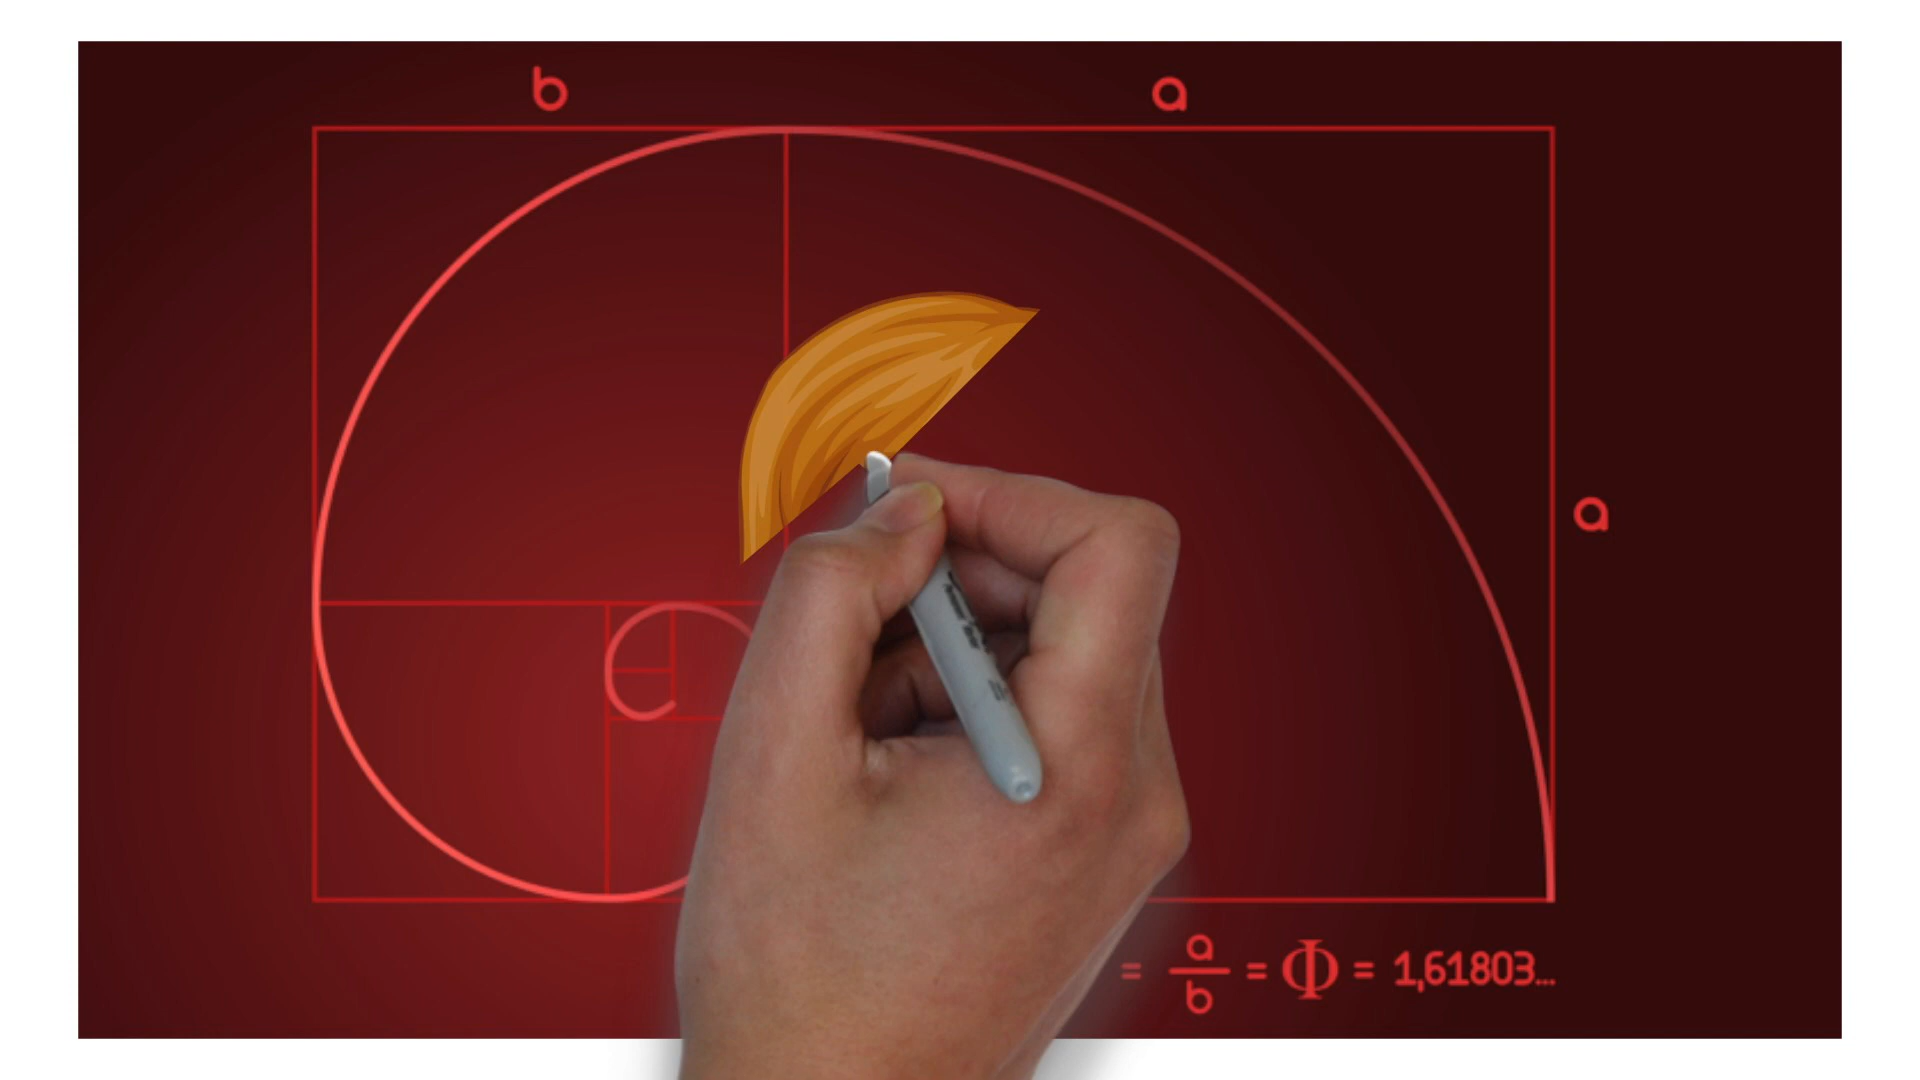 b
a
a
= a/b = Φ = 1,61803...